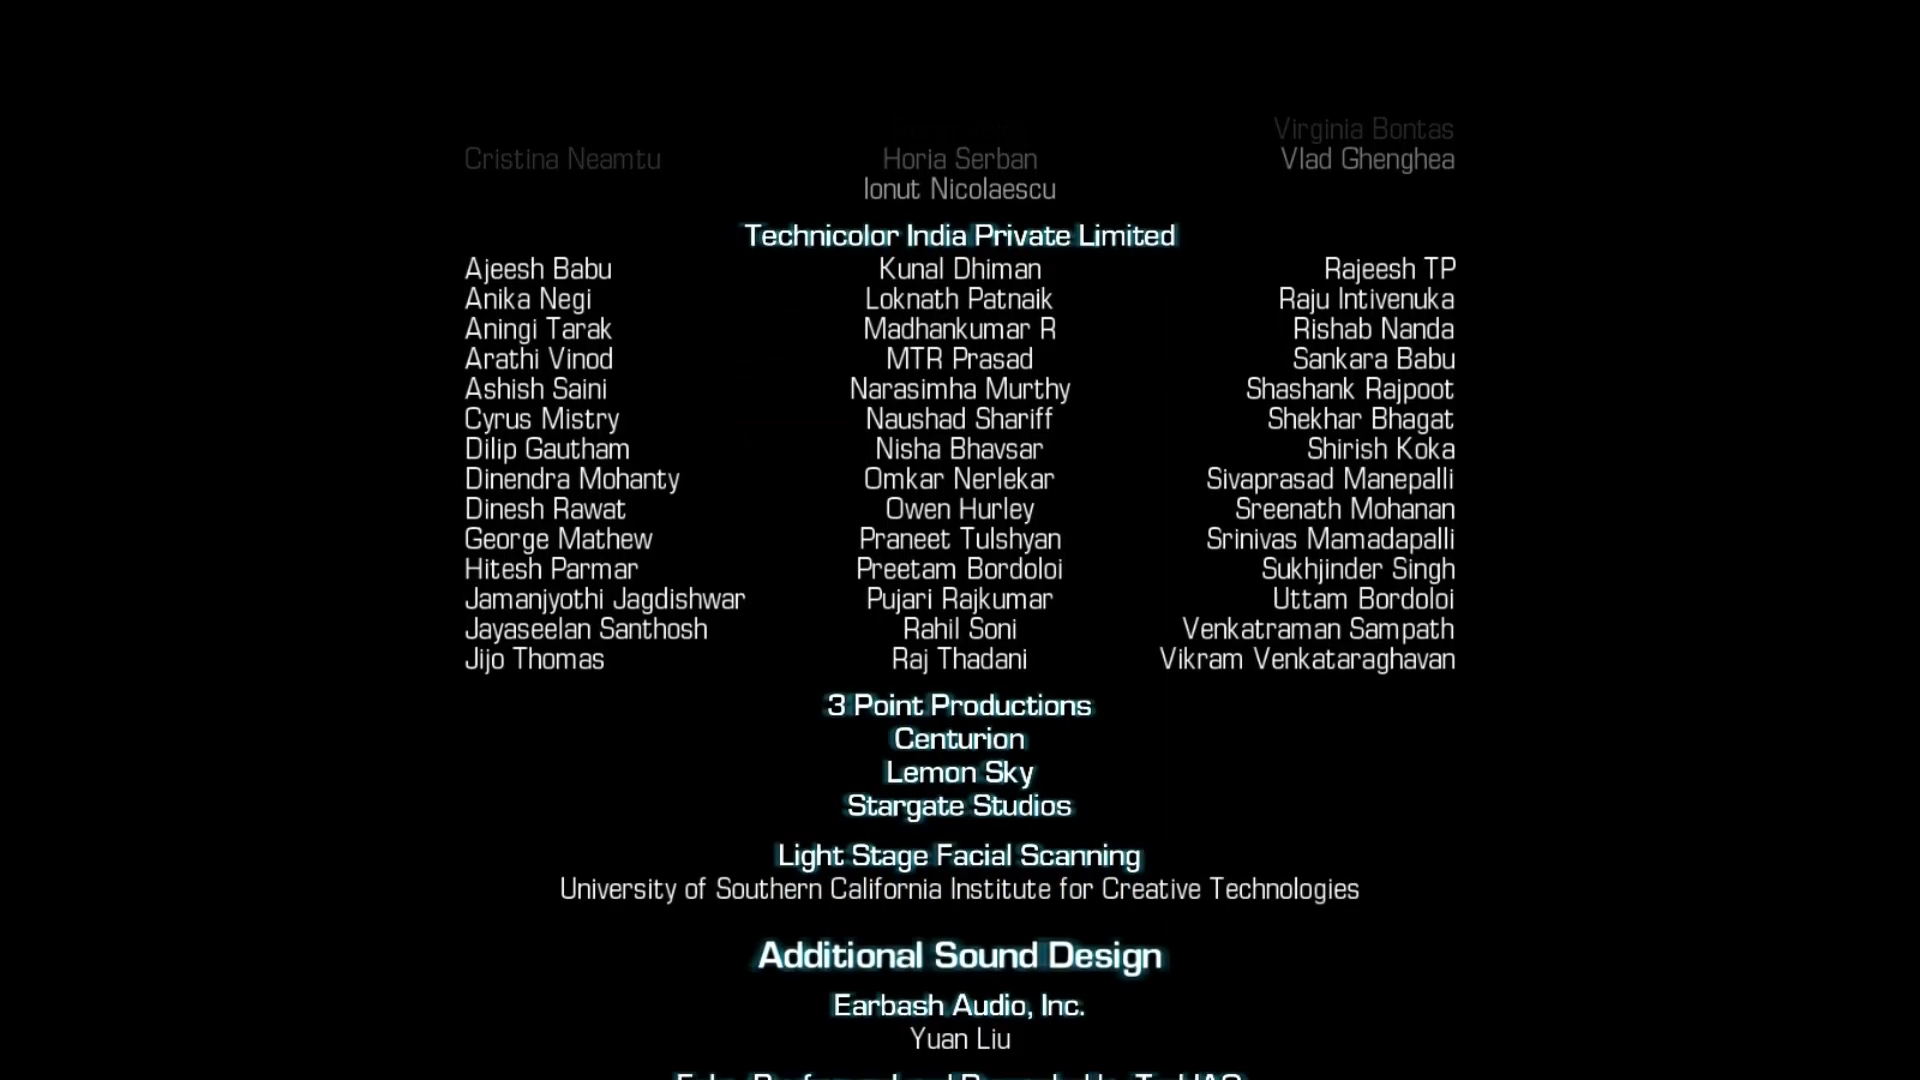 Virginia Bontas
Cristina Neamtu Horia Serban Vlad Ghenghea
Ionut Nicolaescu
Technicolor India Private Limited
Ajeesh Babu Kunal Dhiman Rajeesh TP
Anika Negi Loknath Patnaik Raju Intivenuka
Aningi Tarak Madhankumar R Rishab Nanda
Arathi Vinod MTR Prasad Sankara Babu
Ashish Saini Narasimha Murthy Shashank Rajpoot
Cyrus Mistry Naushad Shariff Shekhar Bhagat
Dilip Gautham Nisha Bhavsar Shirish Koka
Dinendra Mohanty Omkar Nerlekar Sivaprasad Manepalli
Dinesh Rawat Owen Hurley Sreenath Mohanan
George Mathew Praneet Tulshyan Srinivas Mamadapalli
Hitesh Parmar Preetam Bordoloi Sukhjinder Singh
Jamanjyothi Jagdishwar Pujari Rajkumar Uttam Bordoloi
Jayaseelan Santhosh Rahil Soni Venkatraman Sampath
Jijo Thomas Raj Thadani Vikram Venkataraghavan
3 Point Productions
Centurion
Lemon Sky
Stargate Studios
Light Stage Facial Scanning
University of Southern California Institute for Creative Technologies
Additional Sound Design
Earbash Audio, Inc.
Yuan Liu